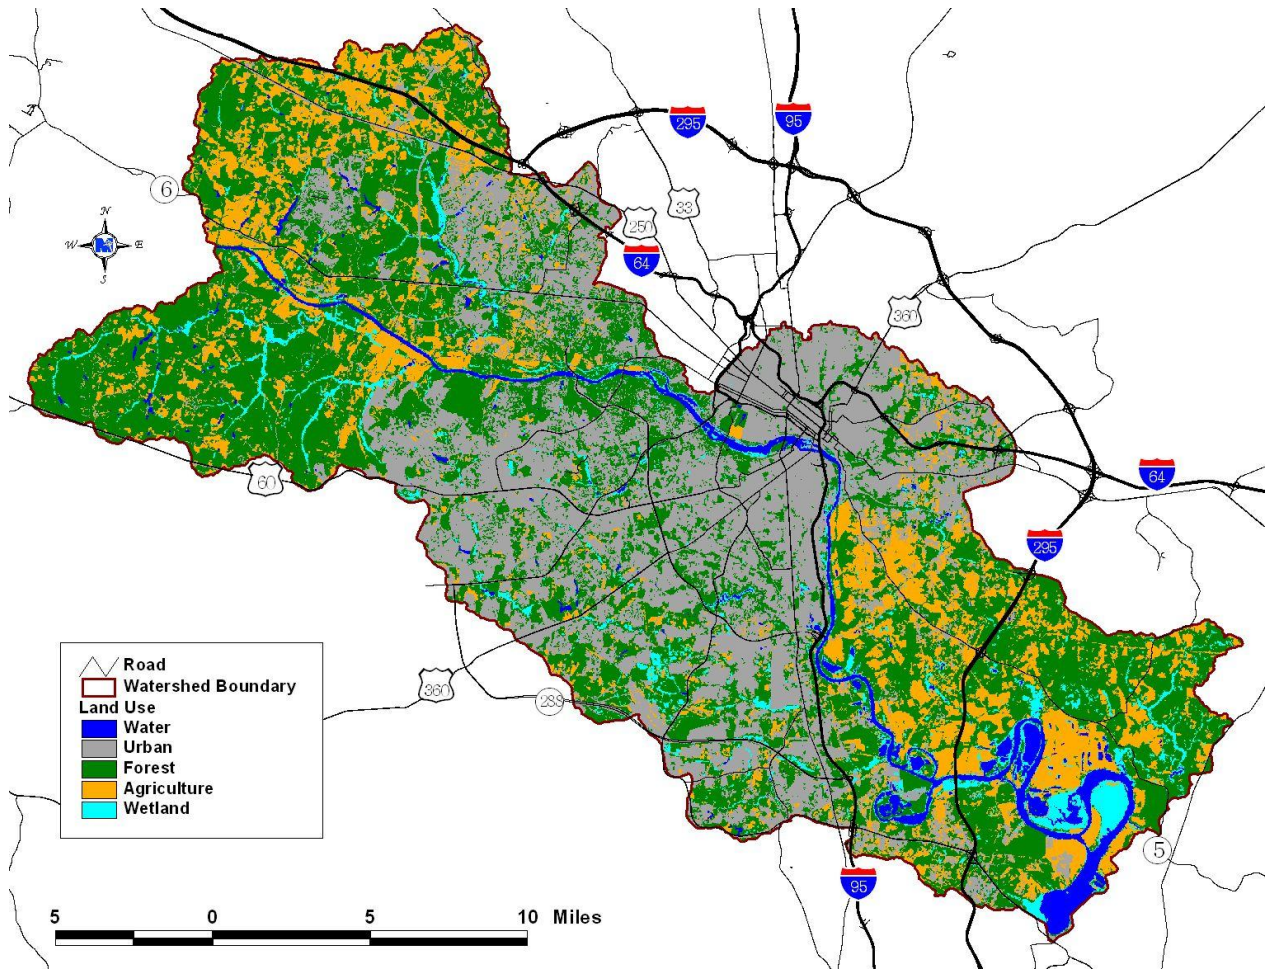 295
95
6
33
N
250
W
E
64
S
360
60
64
295
Road
Watershed Boundary
360
288
Land Use
Water
Urban
Forest
Agriculture
Wetland
5
95
5
0
5
10 Miles